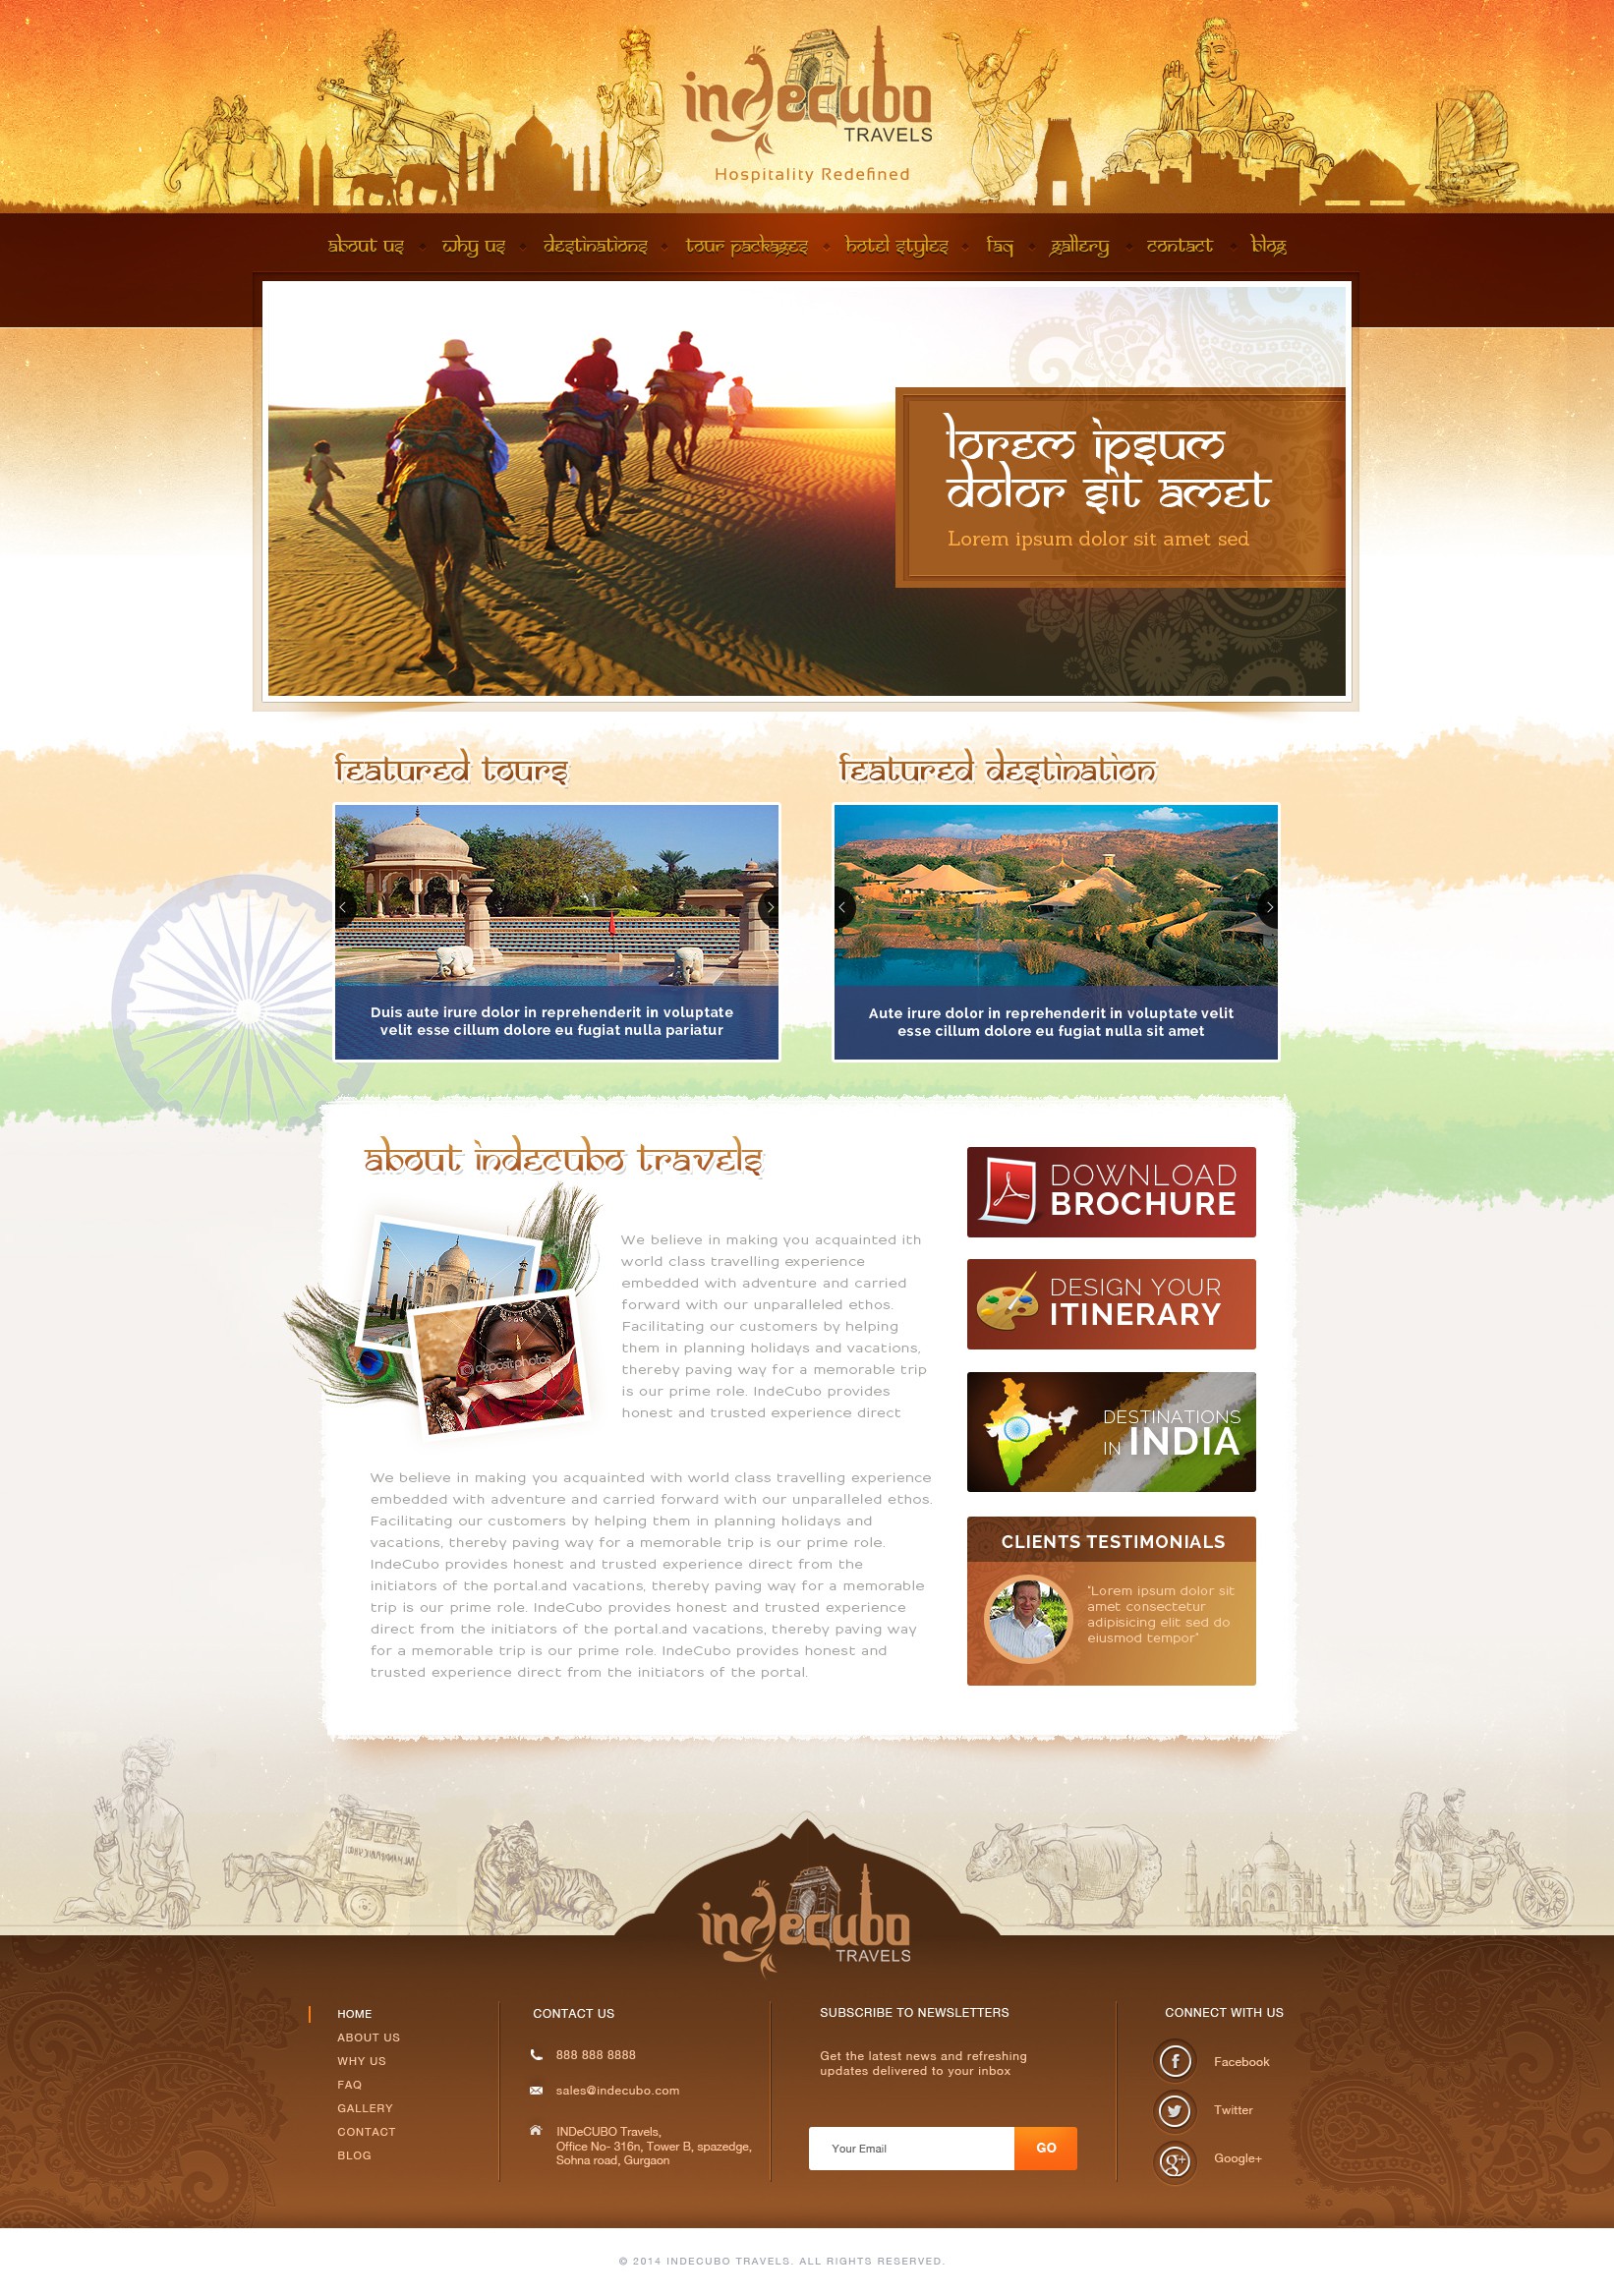 indecubo
TRAVELS
Hospitality Redefined
about us
why us
destinations
tour packages
hotel styles
faq
gallery
contact
blog
lorem ipsum
dolor sit amet
Lorem ipsum dolor sit amet sed
featured tours
featured destination
Duis aute irure dolor in reprehenderit in voluptate
velit esse cillum dolore eu fugiat nulla pariatur
Aute irure dolor in reprehenderit in voluptate velit
esse cillum dolore eu fugiat nulla sit amet
about indecubo travels
We believe in making you acquainted ith
world class travelling experience
embedded with adventure and carried
forward with our unparalleled ethos.
Facilitating our customers by helping
them in planning holidays and vacations,
thereby paving way for a memorable trip
is our prime role. IndeCubo provides
honest and trusted experience direct
depositphotos
We believe in making you acquainted with world class travelling experience
embedded with adventure and carried forward with our unparalleled ethos.
Facilitating our customers by helping them in planning holidays and
vacations, thereby paving way for a memorable trip is our prime role.
IndeCubo provides honest and trusted experience direct from the
initiators of the portal.and vacations, thereby paving way for a memorable
trip is our prime role. IndeCubo provides honest and trusted experience
direct from the initiators of the portal.and vacations, thereby paving way
for a memorable trip is our prime role. IndeCubo provides honest and
trusted experience direct from the initiators of the portal.
DOWNLOAD
BROCHURE
DESIGN YOUR
ITINERARY
DESTINATIONS
IN INDIA
CLIENTS TESTIMONIALS
"Lorem ipsum dolor sit
amet consectetur
adipisicing elit sed do
eiusmod tempor"
indecubo
TRAVELS
HOME
ABOUT US
WHY US
FAQ
GALLERY
CONTACT
BLOG
CONTACT US
888 888 8888
sales@indecubo.com
INDeCUBO Travels,
Office No- 316n, Tower B, spazedge,
Sohna road, Gurgaon
SUBSCRIBE TO NEWSLETTERS
Get the latest news and refreshing
updates delivered to your inbox
Your Email
GO
CONNECT WITH US
Facebook
Twitter
Google+
© 2014 INDECUBO TRAVELS. ALL RIGHTS RESERVED.